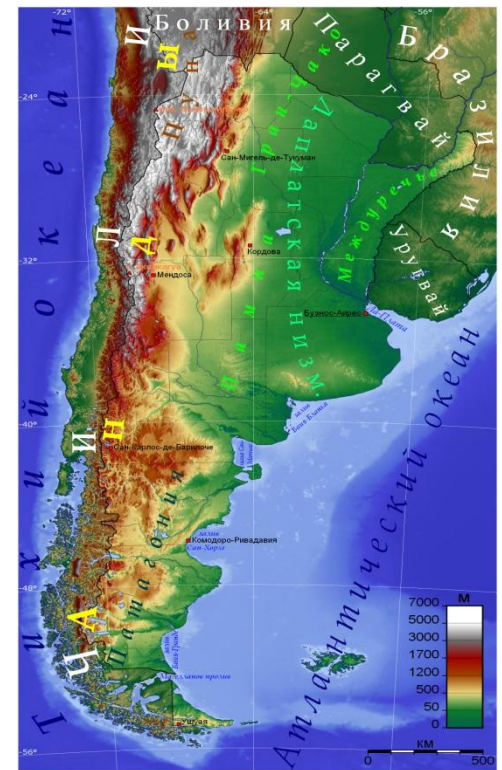 -72°
-64°
-56°
Боливия
Парагвай
Бразилия
Уругвай
ЧИЛИ
АНДЫ
Пуна
Гран-Чако
Лаплатская низм.
Междуречье
Пампа
Патагония
Тихий океан
Атлантический океан
-24°
Сан-Мигель-де-Тукуман
-32°
Кордова
Мендоса
Буэнос-Айрес
Ла-Плата
залив
Баия-Бланка
-40°
Сан-Карлос-де-Барилоче
залив
Сан-Хорхе
Комодоро-Ривадавия
-48°
залив
Магелланов пролив
Ушуая
-56°
М
7000
5000
3000
1700
1200
500
50
0
КМ
0 500